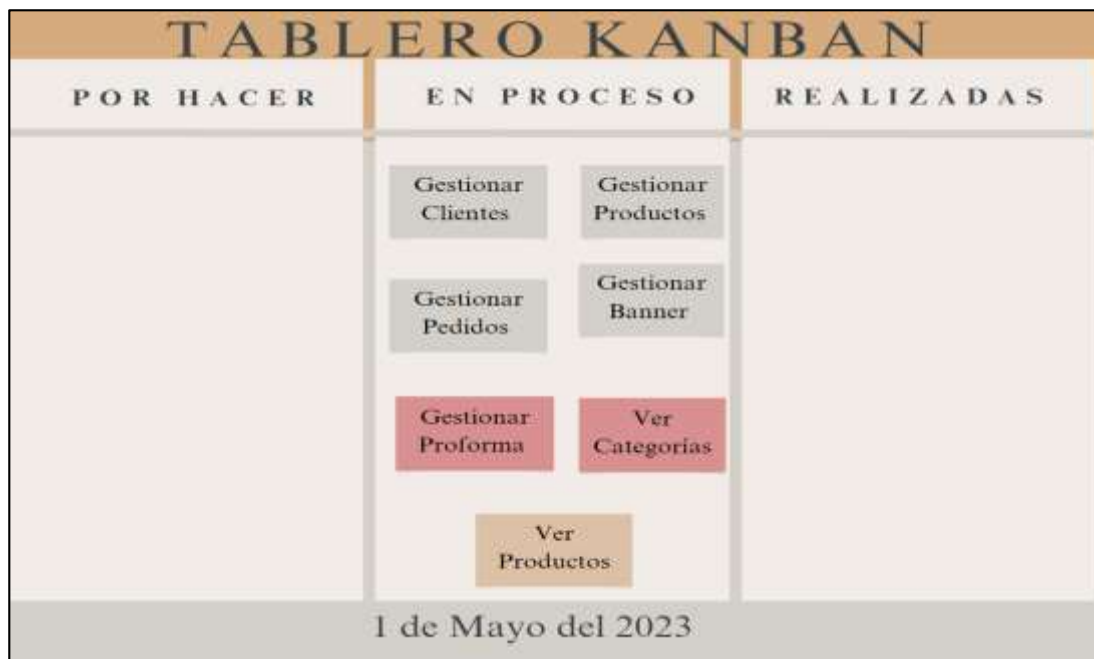 TABLERO KANBAN
POR HACER
EN PROCESO
REALIZADAS
Gestionar
Clientes
Gestionar
Productos
Gestionar
Pedidos
Gestionar
Banner
Gestionar
Proforma
Ver
Categorías
Ver
Productos
1 de Mayo del 2023